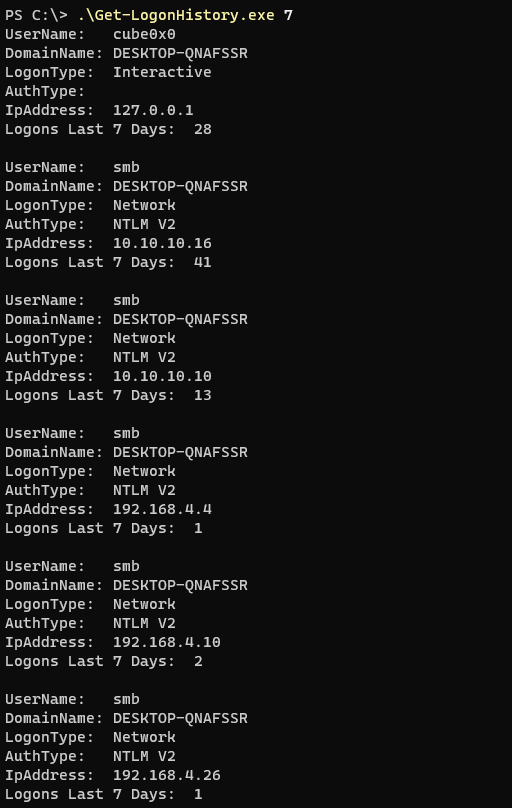 PS C:\> .\Get-LogonHistory.exe 7
UserName:   cube0x0
DomainName: DESKTOP-QNAFSSR
LogonType:  Interactive
AuthType:
IpAddress:  127.0.0.1
Logons Last 7 Days:  28

UserName:   smb
DomainName: DESKTOP-QNAFSSR
LogonType:  Network
AuthType:   NTLM V2
IpAddress:  10.10.10.16
Logons Last 7 Days:  41

UserName:   smb
DomainName: DESKTOP-QNAFSSR
LogonType:  Network
AuthType:   NTLM V2
IpAddress:  10.10.10.10
Logons Last 7 Days:  13

UserName:   smb
DomainName: DESKTOP-QNAFSSR
LogonType:  Network
AuthType:   NTLM V2
IpAddress:  192.168.4.4
Logons Last 7 Days:  1

UserName:   smb
DomainName: DESKTOP-QNAFSSR
LogonType:  Network
AuthType:   NTLM V2
IpAddress:  192.168.4.10
Logons Last 7 Days:  2

UserName:   smb
DomainName: DESKTOP-QNAFSSR
LogonType:  Network
AuthType:   NTLM V2
IpAddress:  192.168.4.26
Logons Last 7 Days:  1